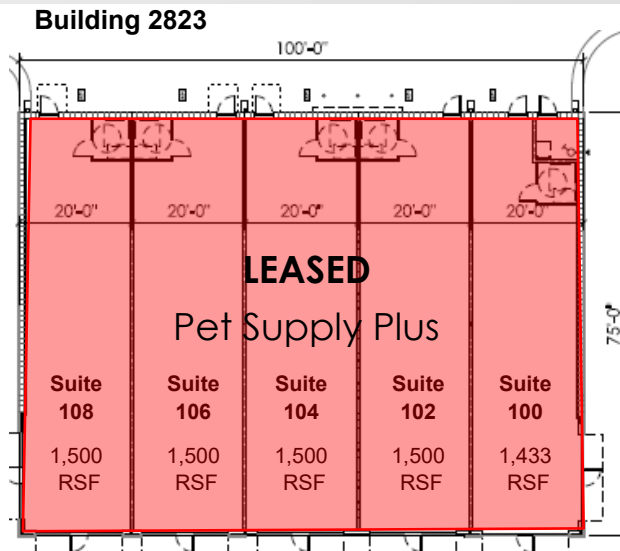 Building 2823
100'-0"
20'-0" 20'-0" 20'-0" 20'-0" 20'-0"
75'-0"
LEASED
Pet Supply Plus
Suite 108
1,500 RSF
Suite 106
1,500 RSF
Suite 104
1,500 RSF
Suite 102
1,500 RSF
Suite 100
1,433 RSF